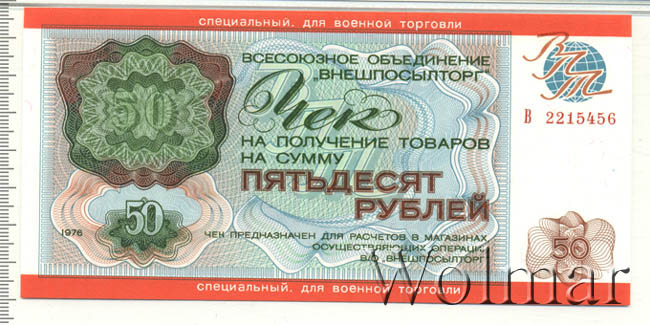 специальный. для военной торговли
ВСЕСОЮЗНОЕ ОБЪЕДИНЕНИЕ
„ВНЕШПОСЫЛТОРГ"
ВПТ
В 2215456
50
Чек
НА ПОЛУЧЕНИЕ ТОВАРОВ
НА СУММУ
ПЯТЬДЕСЯТ
РУБЛЕЙ
50
1976
ЧЕК ПРЕДНАЗНАЧЕН ДЛЯ РАСЧЕТОВ В МАГАЗИНАХ
ОСУЩЕСТВЛЯЮЩИХ ОПЕРАЦИИ
В/О „ВНЕШПОСЫЛТОРГ"
50
специальный. для военной торговли
Wolmar